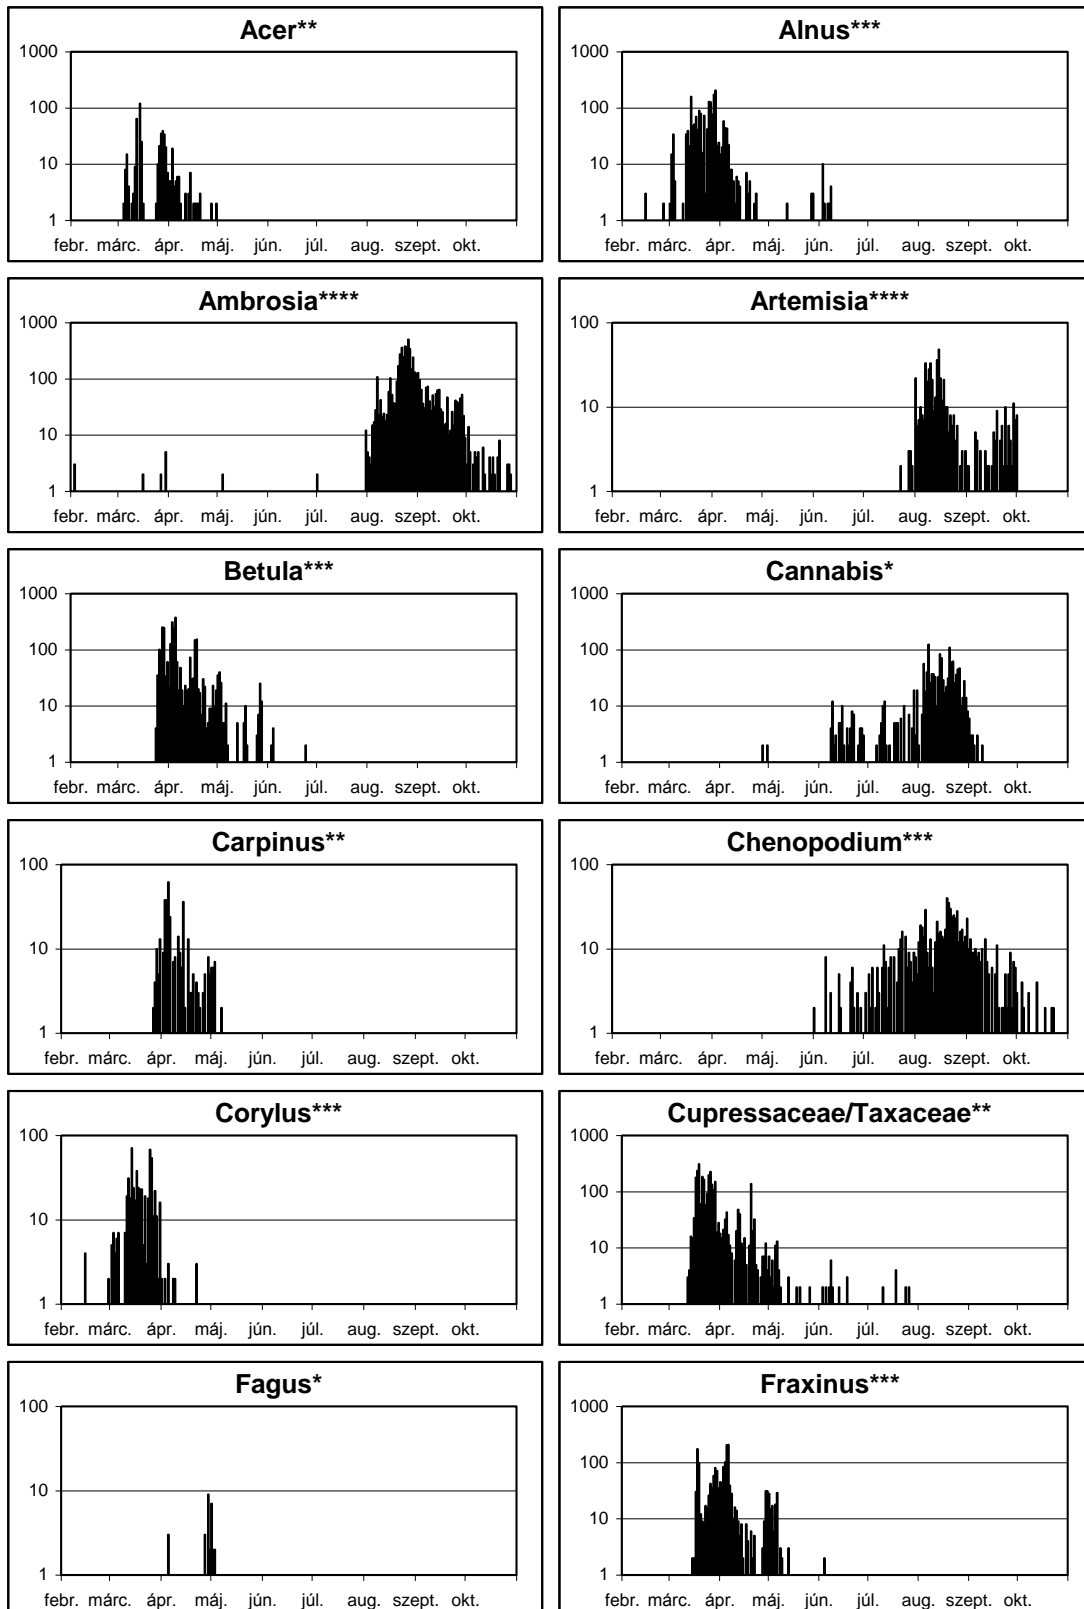 Acer**
1000
100
10
1
febr. márc. ápr. máj. jún. júl. aug. szept. okt.
Alnus***
1000
100
10
1
febr. márc. ápr. máj. jún. júl. aug. szept. okt.
Ambrosia****
1000
100
10
1
febr. márc. ápr. máj. jún. júl. aug. szept. okt.
Artemisia****
100
10
1
febr. márc. ápr. máj. jún. júl. aug. szept. okt.
Betula***
1000
100
10
1
febr. márc. ápr. máj. jún. júl. aug. szept. okt.
Cannabis*
1000
100
10
1
febr. márc. ápr. máj. jún. júl. aug. szept. okt.
Carpinus**
100
10
1
febr. márc. ápr. máj. jún. júl. aug. szept. okt.
Chenopodium***
100
10
1
febr. márc. ápr. máj. jún. júl. aug. szept. okt.
Corylus***
100
10
1
febr. márc. ápr. máj. jún. júl. aug. szept. okt.
Cupressaceae/Taxaceae**
1000
100
10
1
febr. márc. ápr. máj. jún. júl. aug. szept. okt.
Fagus*
100
10
1
febr. márc. ápr. máj. jún. júl. aug. szept. okt.
Fraxinus***
1000
100
10
1
febr. márc. ápr. máj. jún. júl. aug. szept. okt.